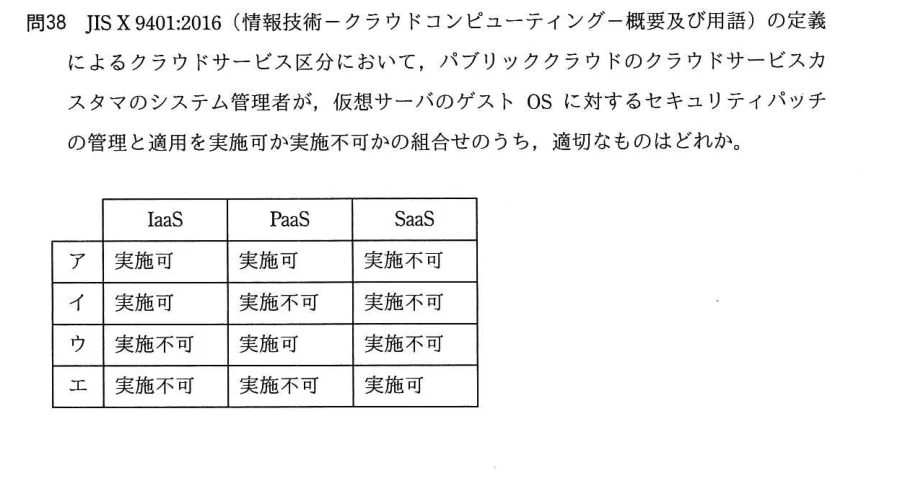 問38 JIS X 9401:2016（情報技術－クラウドコンピューティング－概要及び用語）の定義
によるクラウドサービス区分において，パブリッククラウドのクラウドサービスカ
スタマのシステム管理者が，仮想サーバのゲスト OS に対するセキュリティパッチ
の管理と適用を実施可か実施不可かの組合せのうち，適切なものはどれか。
IaaS PaaS SaaS
ア 実施可 実施可 実施不可
イ 実施可 実施不可 実施不可
ウ 実施不可 実施可 実施不可
エ 実施不可 実施不可 実施可